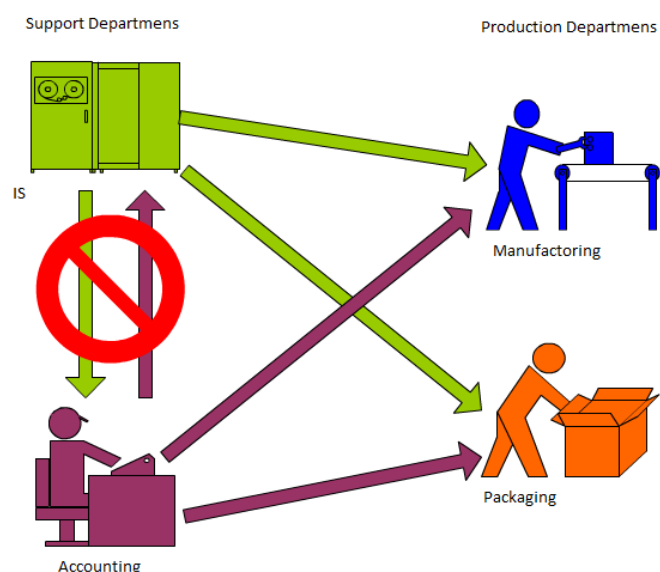 Support Departmens
Production Departmens
IS
Manufactoring
Packaging
Accounting